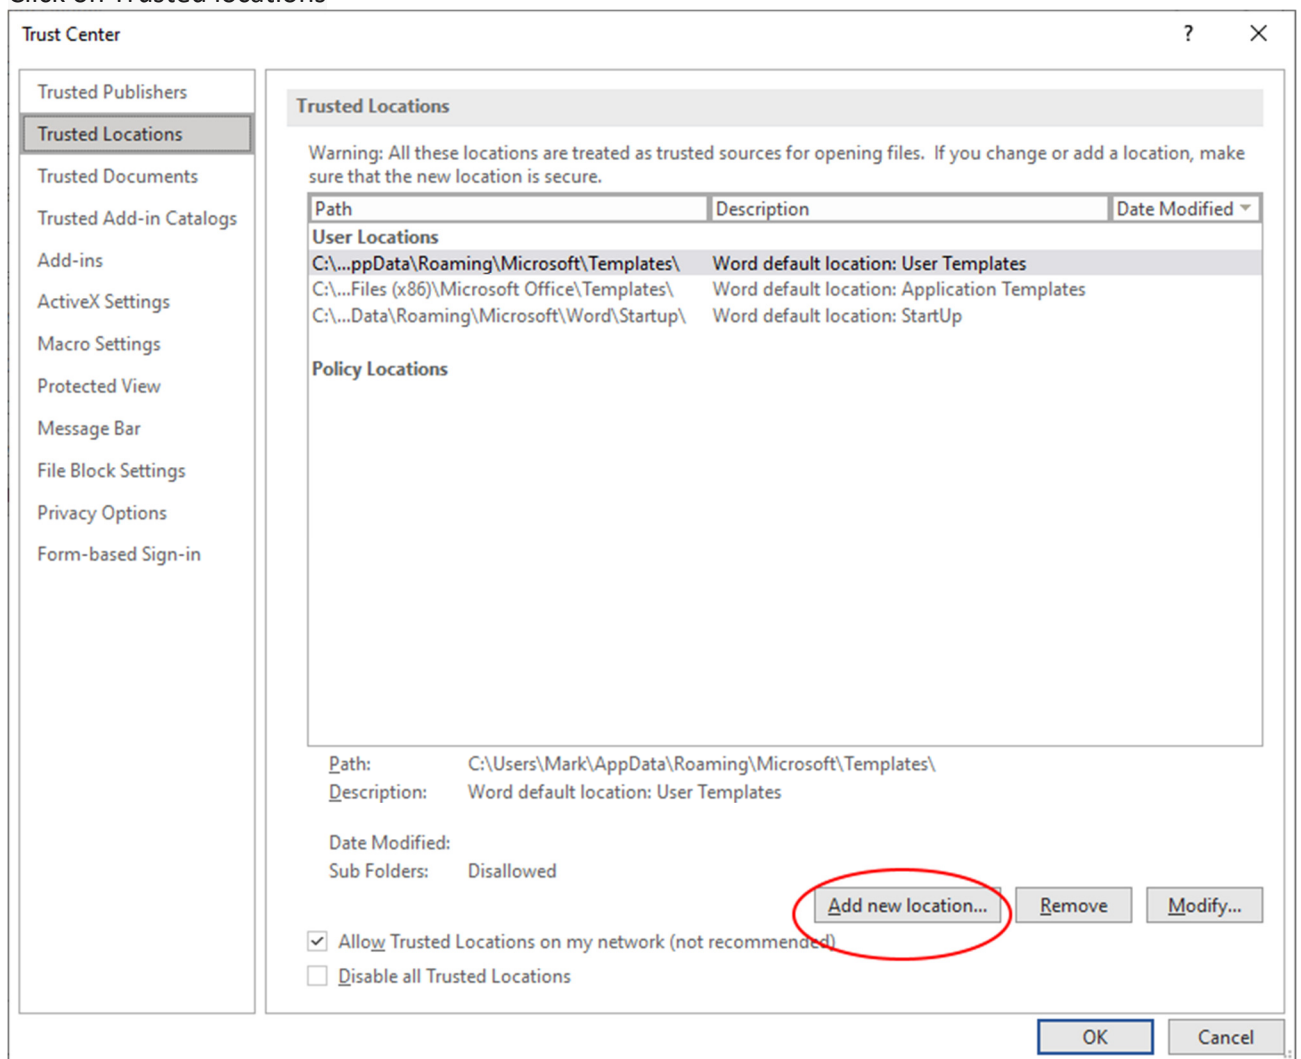 Click on Trusted locations
Trust Center
?
Trusted Publishers
Trusted Locations
Trusted Documents
Trusted Add-in Catalogs
Add-ins
ActiveX Settings
Macro Settings
Protected View
Message Bar
File Block Settings
Privacy Options
Form-based Sign-in
Trusted Locations
Warning: All these locations are treated as trusted sources for opening files. If you change or add a location, make
sure that the new location is secure.
Path Description Date Modified
User Locations
C:\...ppData\Roaming\Microsoft\Templates\ Word default location: User Templates
C:\...Files (x86)\Microsoft Office\Templates\ Word default location: Application Templates
C:\...Data\Roaming\Microsoft\Word\Startup\ Word default location: StartUp
Policy Locations
Path: C:\Users\Mark\AppData\Roaming\Microsoft\Templates\
Description: Word default location: User Templates
Date Modified:
Sub Folders: Disallowed
Add new location... Remove Modify...
Allow Trusted Locations on my network (not recommended)
Disable all Trusted Locations
OK Cancel